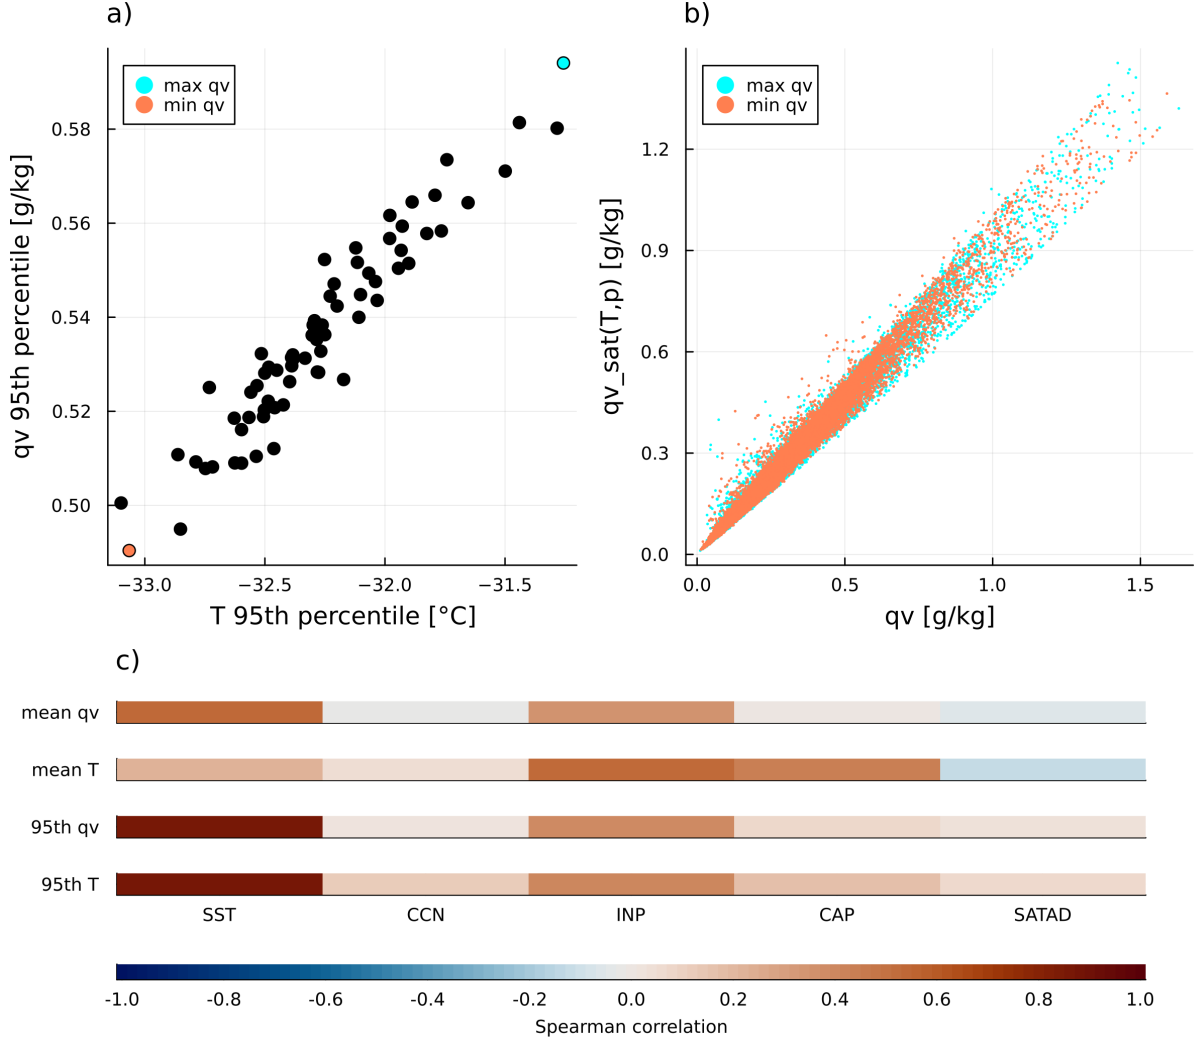 a)
max qv
min qv
qv 95th percentile [g/kg]
0.58
0.56
0.54
0.52
0.50
−33.0 −32.5 −32.0 −31.5
T 95th percentile [°C]
b)
max qv
min qv
qv_sat(T,p) [g/kg]
1.2
0.9
0.6
0.3
0.0
0.0 0.5 1.0 1.5
qv [g/kg]
c)
mean qv
mean T
95th qv
95th T
SST CCN INP CAP SATAD
-1.0 -0.8 -0.6 -0.4 -0.2 0.0 0.2 0.4 0.6 0.8 1.0
Spearman correlation